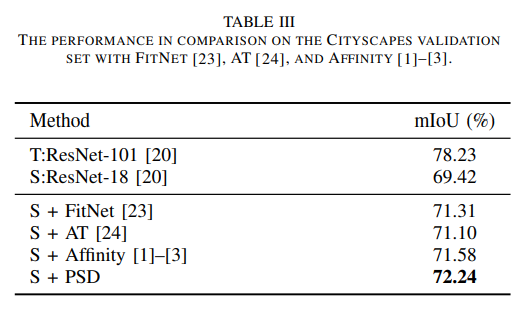 TABLE III
THE PERFORMANCE IN COMPARISON ON THE CITYSCAPES VALIDATION
SET WITH FITNET [23], AT [24], AND AFFINITY [1]–[3].
Method mIoU (%)
T:ResNet-101 [20] 78.23
S:ResNet-18 [20] 69.42
S + FitNet [23] 71.31
S + AT [24] 71.10
S + Affinity [1]–[3] 71.58
S + PSD 72.24